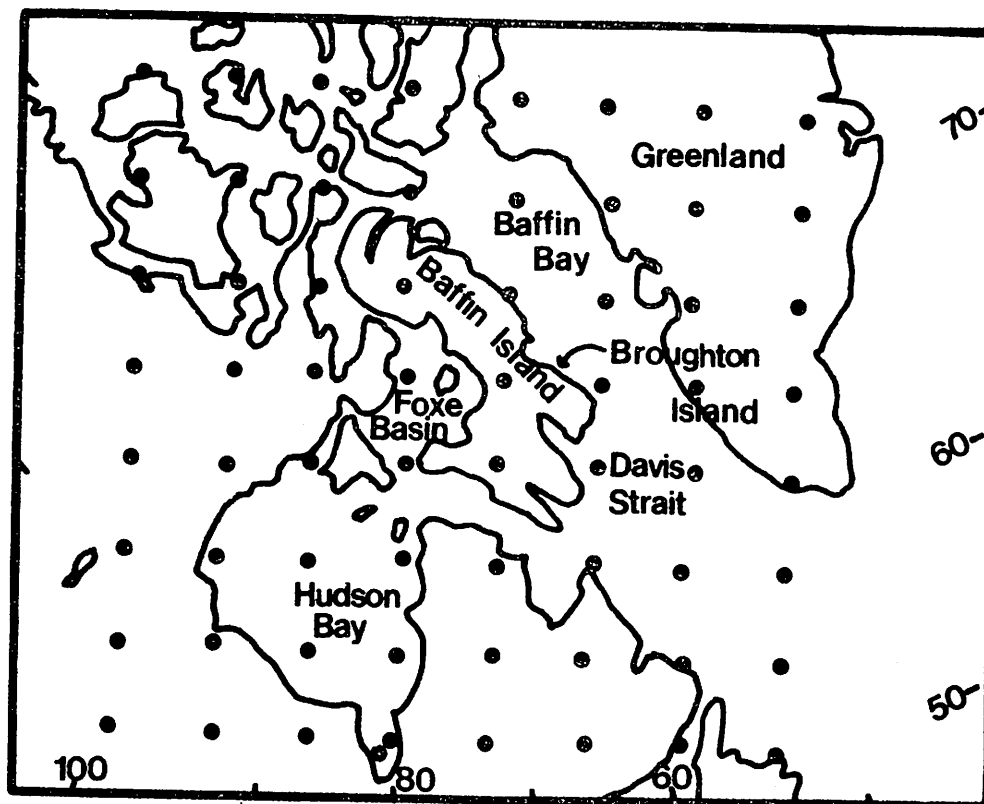 70
Greenland
Baffin
Bay
Baffin Island
Broughton
Island
Foxe
Basin
60
Davis
Strait
Hudson
Bay
50
100
80
60